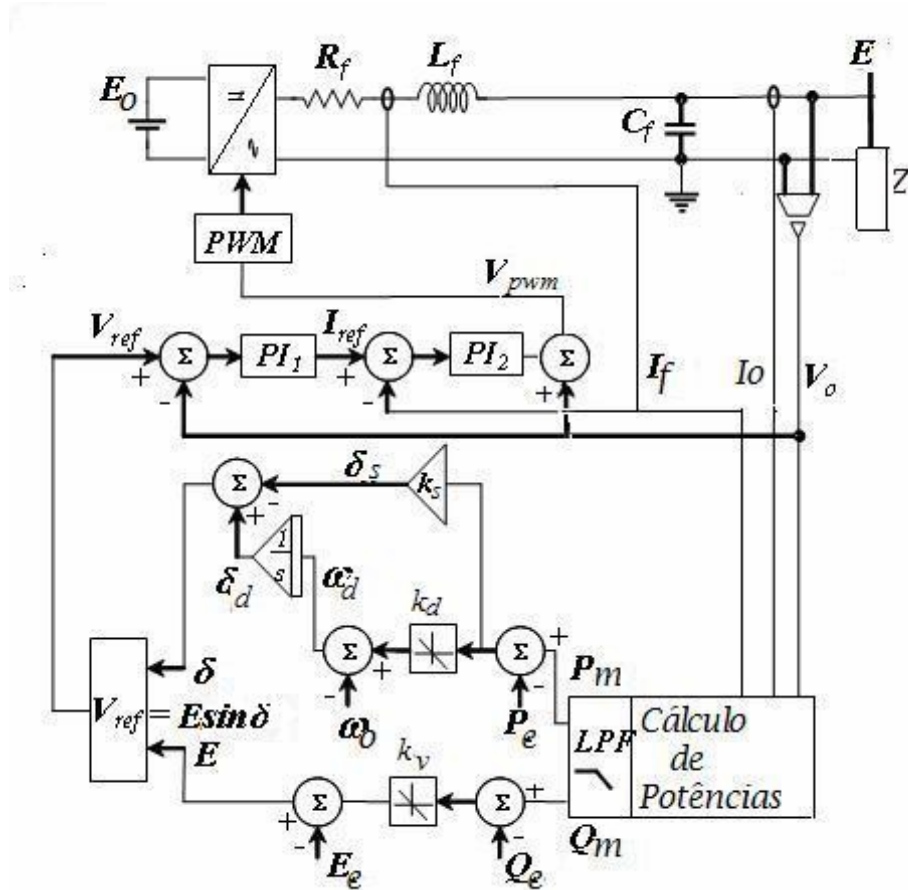 R_f
L_f
E
E_O
C_f
Z
PWM
V_pwm
V_ref
I_ref
Σ
PI_1
Σ
PI_2
Σ
+
-
+
-
+
I_f
Io
V_o
δ_s
Σ
-
+
k_s
1
s
δ_d
ω_d
k_d
Σ
+
-
Σ
+
-
P_m
δ
V_ref = E sin δ
E
ω_0
P_e
LPF
Cálculo
de
Potências
k_v
Σ
+
-
Σ
+
-
E_e
Q_e
Q_m